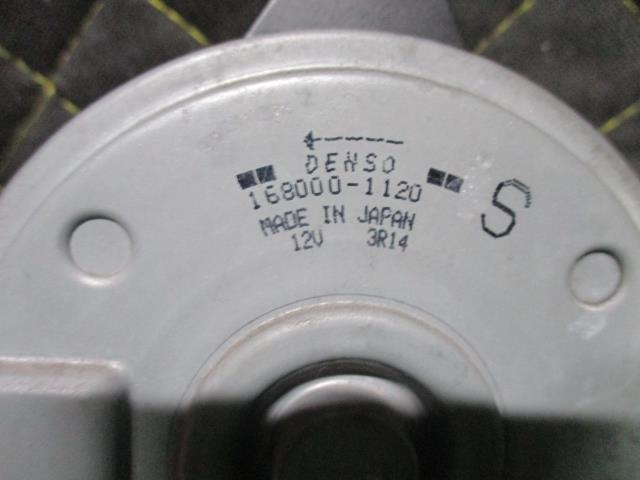 DENSO
168000-1120
S
MADE IN JAPAN
12V 3R14